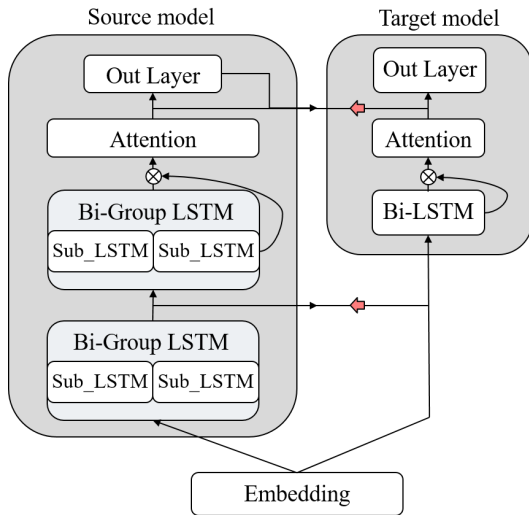 Source model
Target model
Out Layer
Out Layer
Attention
Attention
Bi-Group LSTM
Bi-LSTM
Sub_LSTM Sub_LSTM
Bi-Group LSTM
Sub_LSTM Sub_LSTM
Embedding